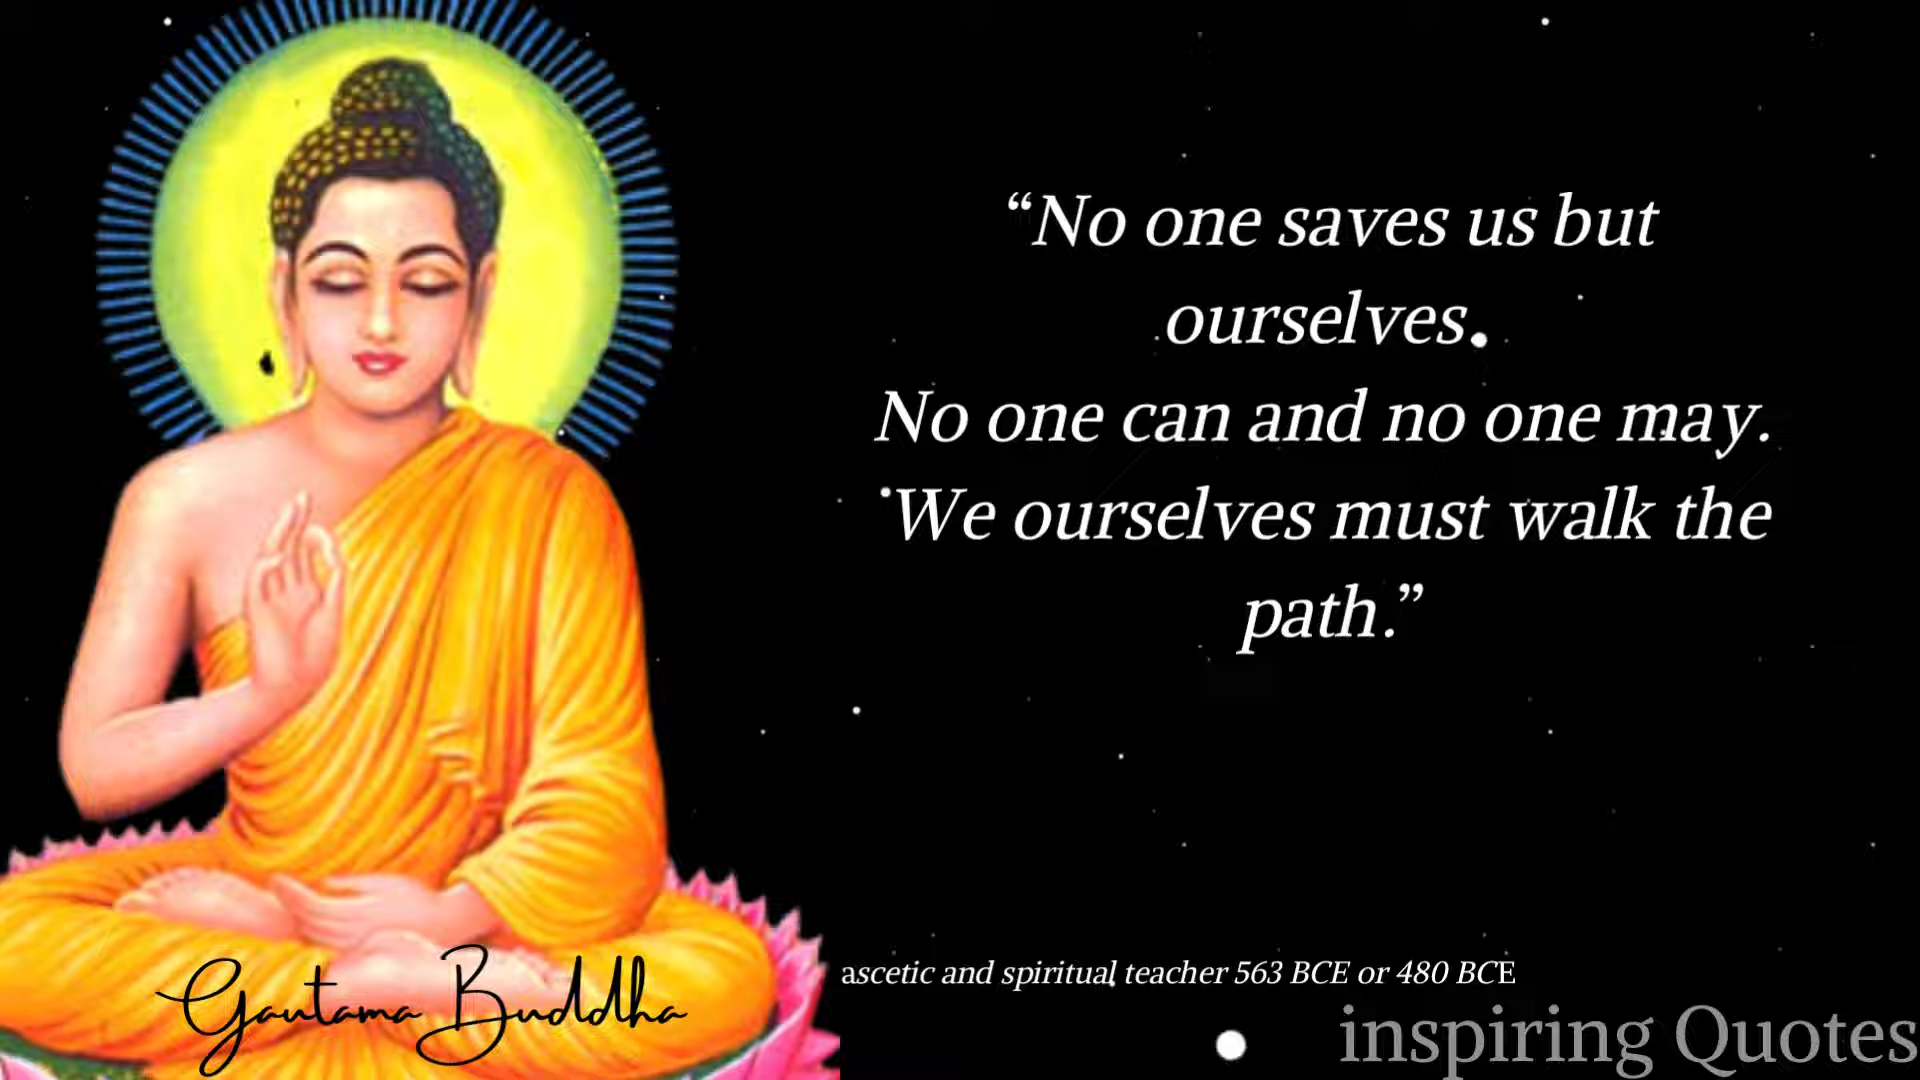 “No one saves us but
ourselves.
No one can and no one may.
We ourselves must walk the
path.”
ascetic and spiritual teacher 563 BCE or 480 BCE
Gautama Buddha
inspiring Quotes